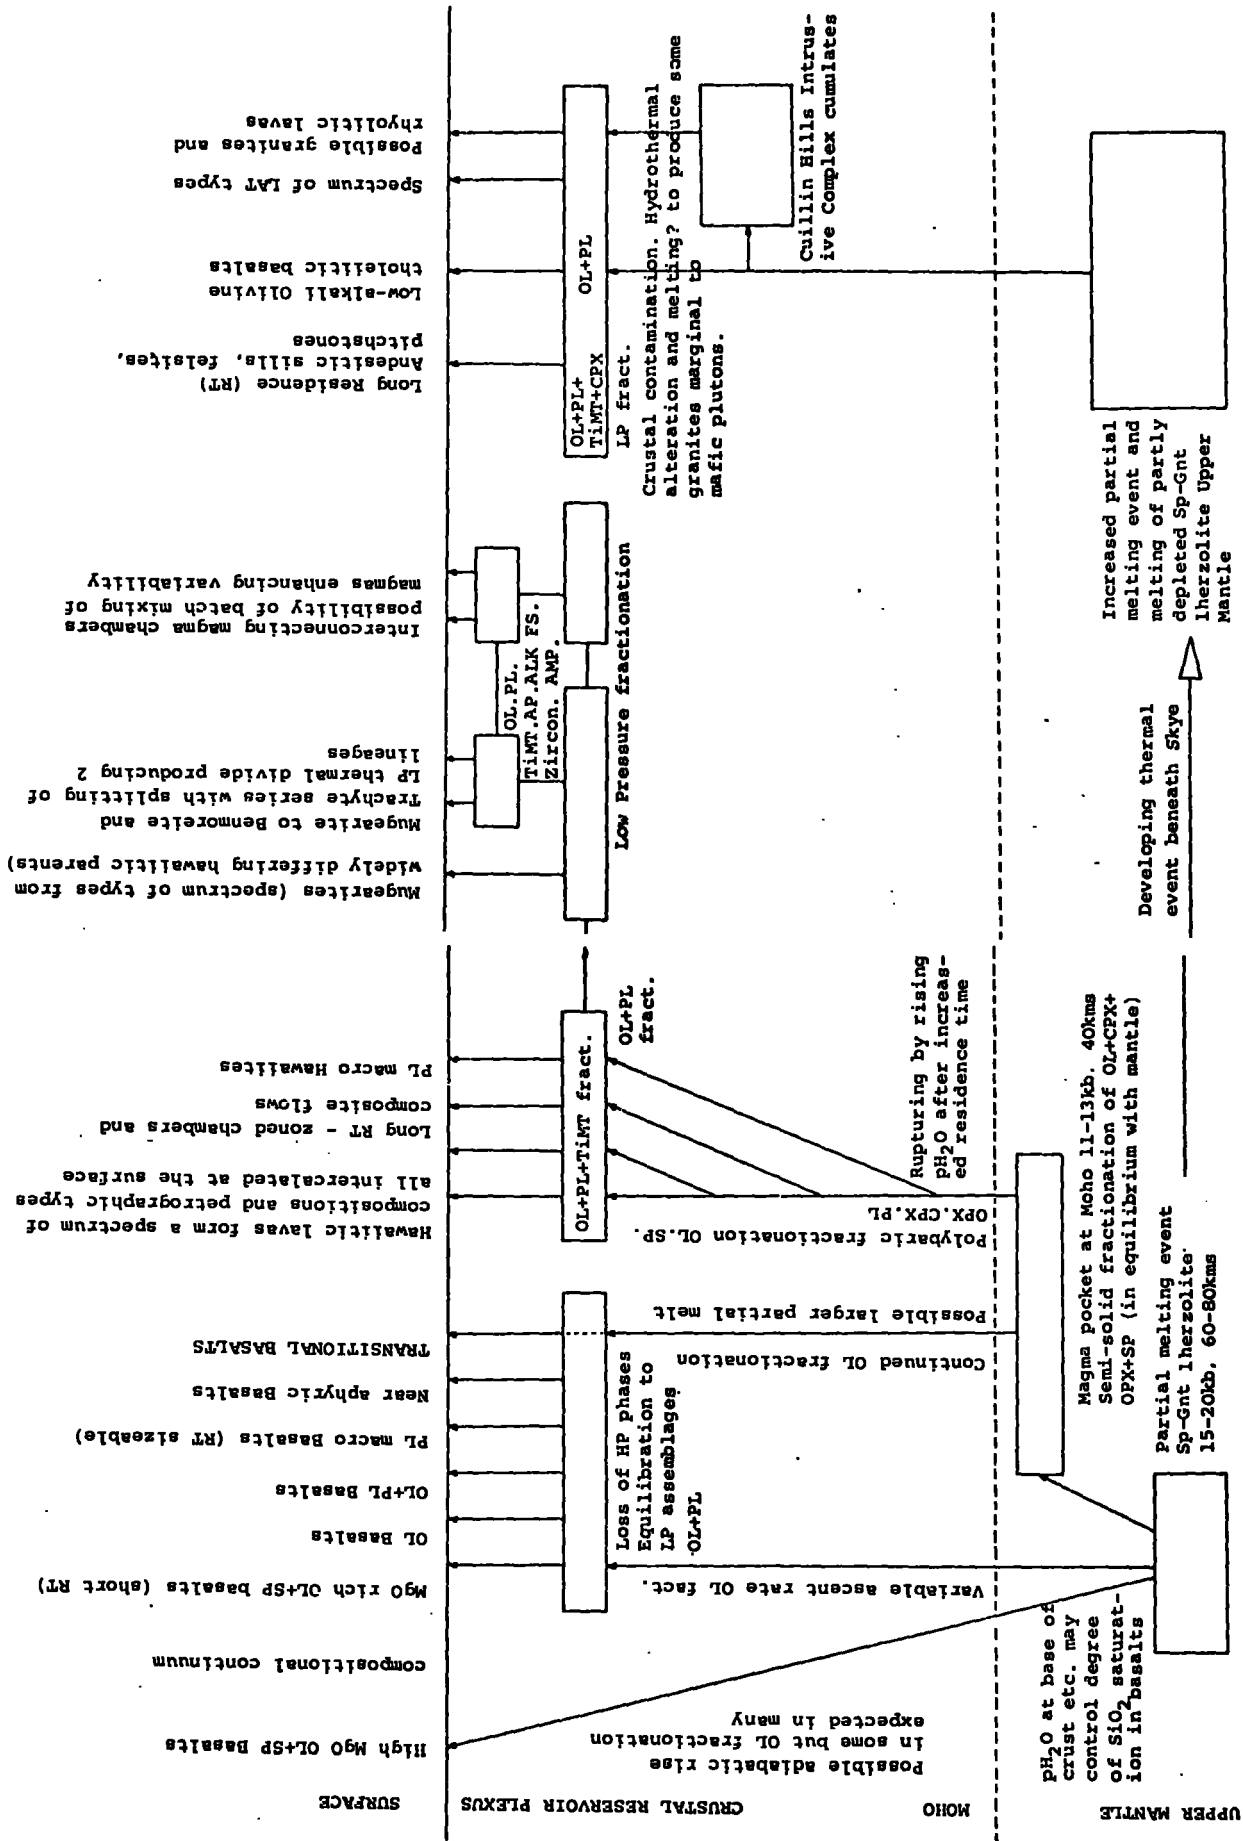 SURFACE
CRUSTAL RESERVOIR PLEXUS
MOHO
UPPER MANTLE
High MgO OL+SP Basalts
compositional continuum
MgO rich OL+SP basalts (short RT)
OL Basalts
OL+PL Basalts
PL macro Basalts (RT sizeable)
Near aphyric Basalts
TRANSITIONAL BASALTS
Hawaiitic lavas form a spectrum of
compositions and petrographic types
all intercalated at the surface
Long RT - zoned chambers and
composite flows
PL macro Hawaiites
Mugearites (spectrum of types from
widely differing hawaiitic parents)
Mugearite to Benmoreite and
Trachyte series with splitting of
LP thermal divide producing 2
lineages
Interconnecting magma chambers
possibility of batch mixing of
magmas enhancing variability
Long Residence (RT)
Andesitic sills, felsites,
pitchstones
Low-alkali Olivine
tholeiitic basalts
Spectrum of LAT types
Possible granites and
rhyolitic lavas
Possible adiabatic rise
in some but OL fractionation
expected in many
Variable ascent rate OL fact.
Loss of HP phases
Equilibration to
LP assemblages
OL+PL
Continued OL fractionation
Possible larger partial melt
Polybaric fractionation OL.SP.
OPX.CPX.PL
OL+PL+TiMT fract.
OL+PL
fract.
Rupturing by rising
pH2O after increas-
ed residence time
OL.PL.
TiMT.AP.ALK FS.
Zircon. AMP.
Low Pressure fractionation
OL+PL+
TiMT+CPX
OL+PL
LP fract.
Crustal contamination. Hydrothermal
alteration and melting? to produce some
granites marginal to
mafic plutons.
Cuillin Hills Intrus-
ive Complex cumulates
pH2O at base of
crust etc. may
control degree
of SiO2 saturat-
ion in basalts
Partial melting event
Sp-Gnt lherzolite
15-20kb, 60-80kms
Magma pocket at Moho 11-13kb, 40kms
Semi-solid fractionation of OL+CPX+
OPX+SP (in equilibrium with mantle)
Developing thermal
event beneath Skye
Increased partial
melting event and
melting of partly
depleted Sp-Gnt
lherzolite Upper
Mantle